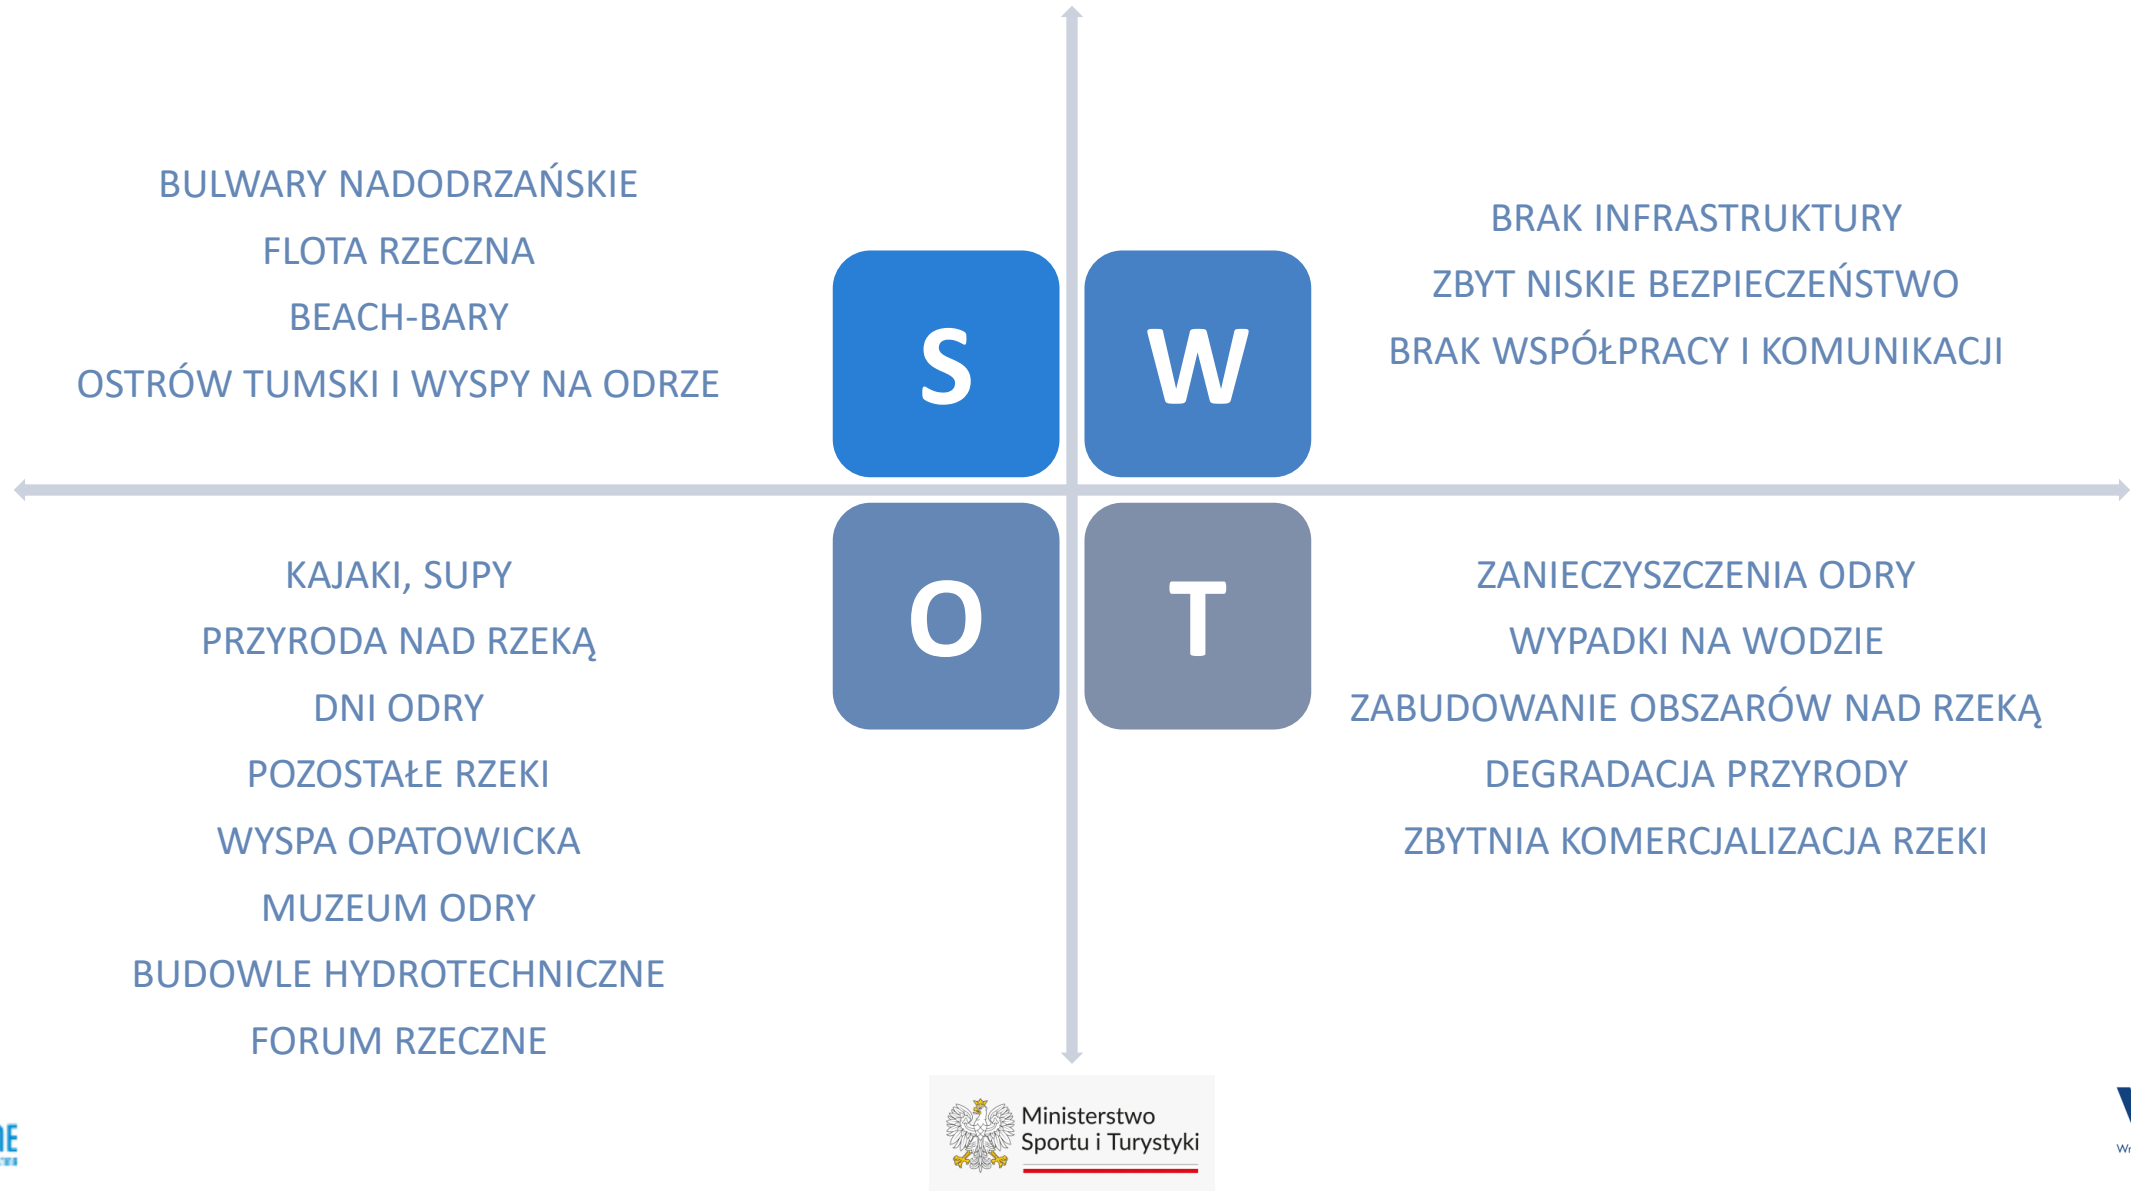 BULWARY NADODRZAŃSKIE
FLOTA RZECZNA
BEACH-BARY
OSTRÓW TUMSKI I WYSPY NA ODRZE
S
W
BRAK INFRASTRUKTURY
ZBYT NISKIE BEZPIECZEŃSTWO
BRAK WSPÓŁPRACY I KOMUNIKACJI
KAJAKI, SUPY
PRZYRODA NAD RZEKĄ
DNI ODRY
POZOSTAŁE RZEKI
WYSPA OPATOWICKA
MUZEUM ODRY
BUDOWLE HYDROTECHNICZNE
FORUM RZECZNE
O
T
ZANIECZYSZCZENIA ODRY
WYPADKI NA WODZIE
ZABUDOWANIE OBSZARÓW NAD RZEKĄ
DEGRADACJA PRZYRODY
ZBYTNIA KOMERCJALIZACJA RZEKI
Ministerstwo
Sportu i Turystyki